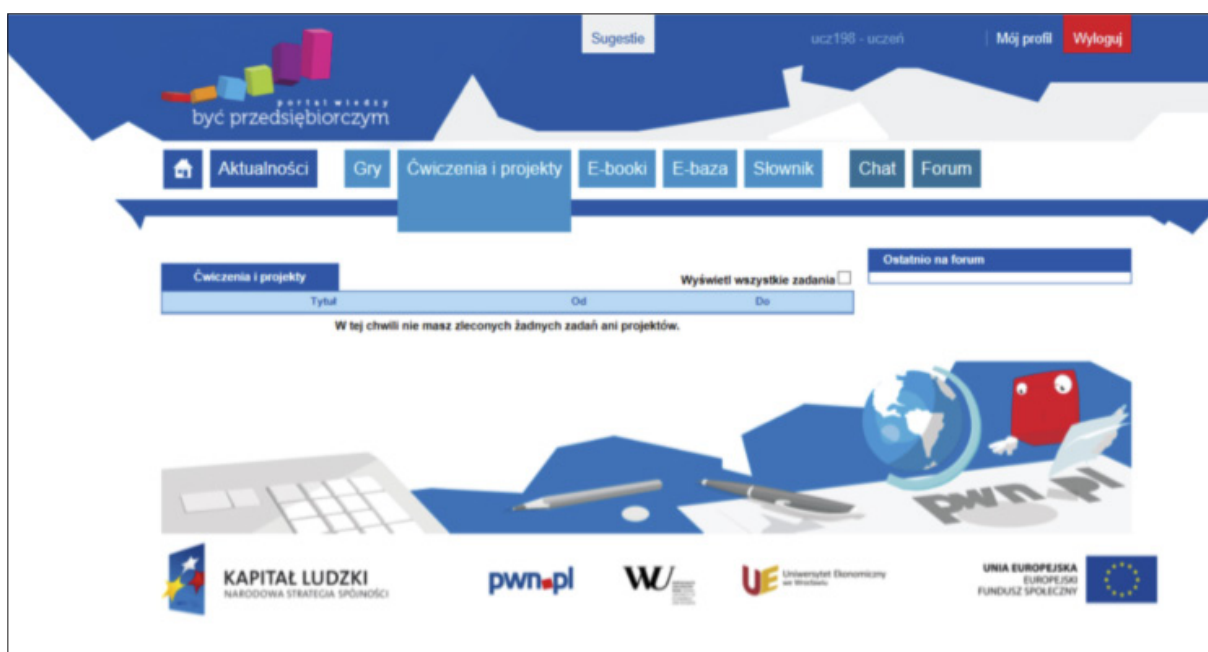 Sugestie
ucz198 - uczeń
Mój profil
Wyloguj
portal wiedzy
być przedsiębiorczym
Aktualności
Gry
Ćwiczenia i projekty
E-booki
E-baza
Słownik
Chat
Forum
Ostatnio na forum
Ćwiczenia i projekty
Wyświetl wszystkie zadania
Tytuł
Od
Do
W tej chwili nie masz zleconych żadnych zadań ani projektów.
pwn pl
KAPITAŁ LUDZKI
NARODOWA STRATEGIA SPÓJNOŚCI
pwn.pl
WU
UE
Uniwersytet Ekonomiczny
we Wrocławiu
UNIA EUROPEJSKA
EUROPEJSKI
FUNDUSZ SPOŁECZNY